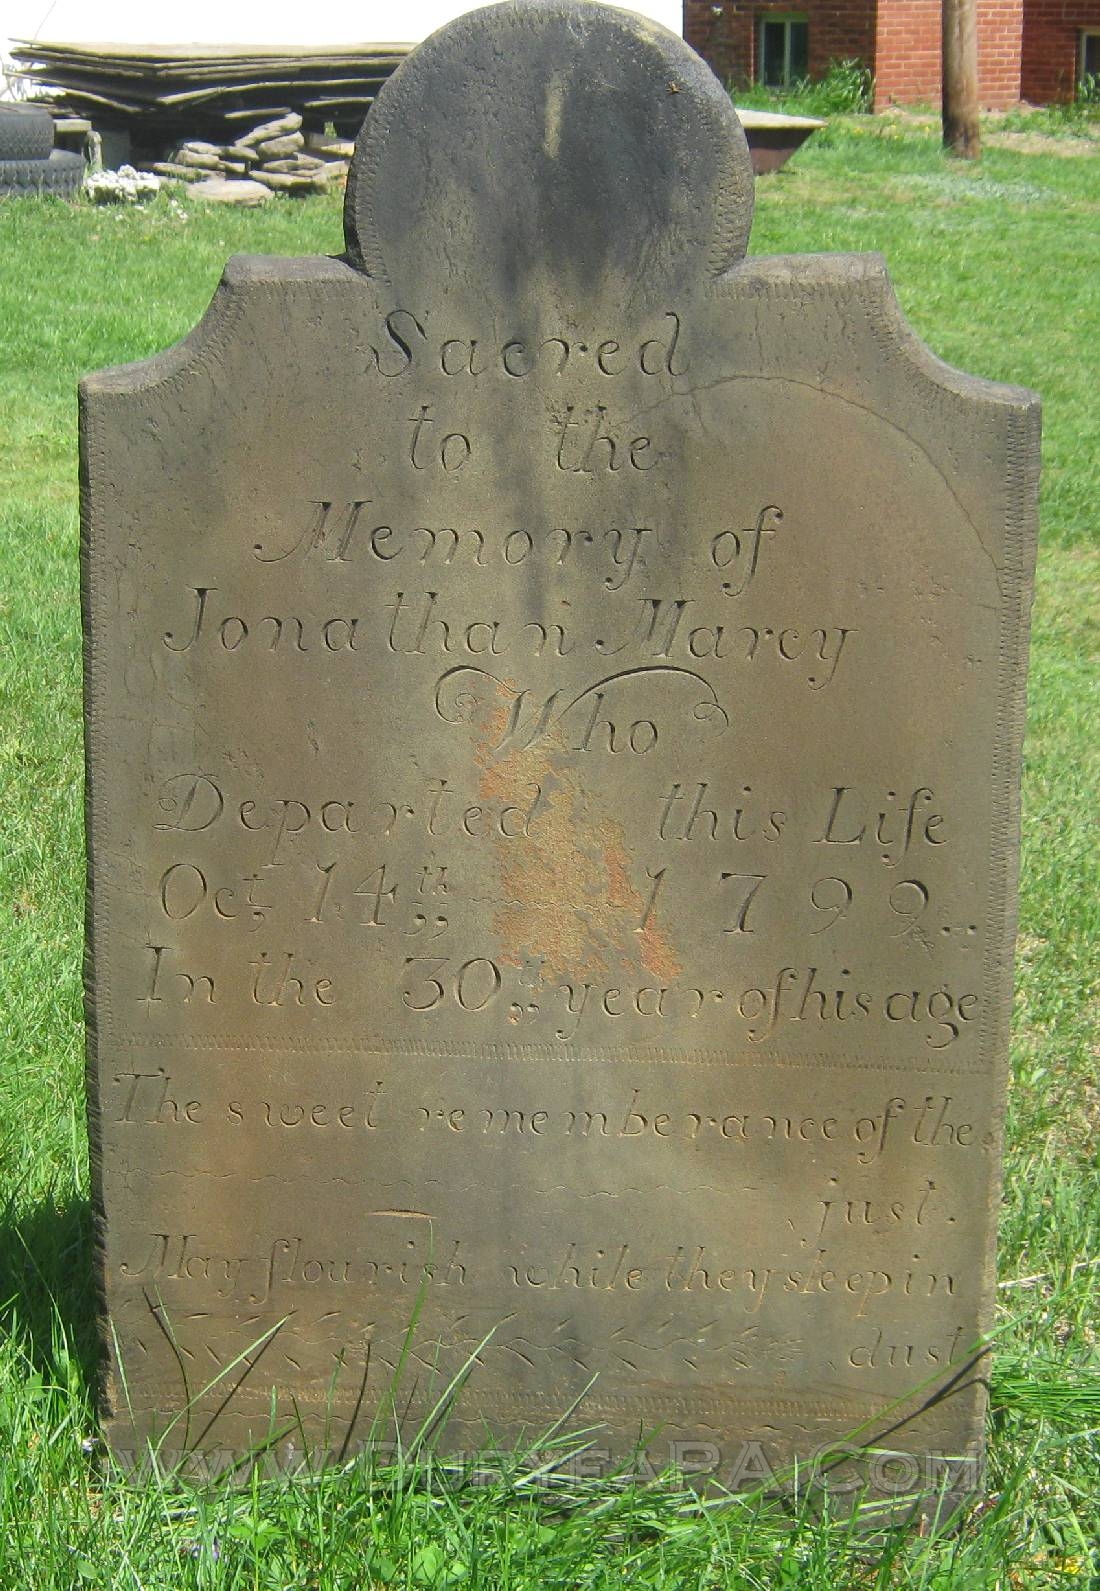 Sacred
to the
Memory of
Jonathan Marcy
Who
Departed this Life
Oct, 14th,, 1799..
In the 30th,, year of his age
The sweet rememberance of the
just.
May flourish while they sleep in
dust
www.DuryeaPA.Com